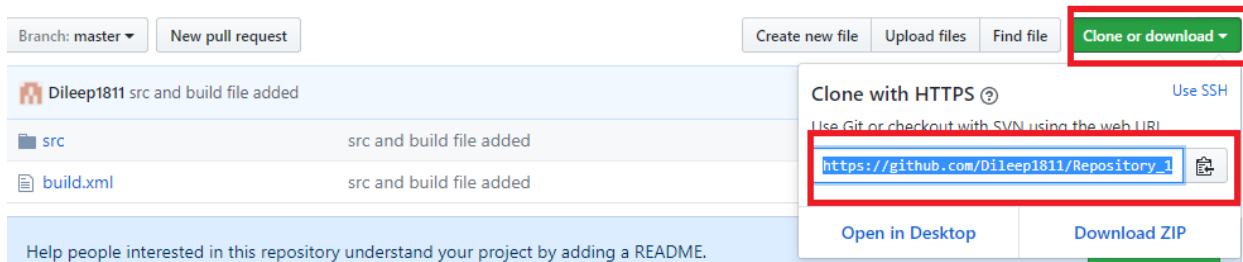 Branch: master
New pull request
Create new file
Upload files
Find file
Clone or download
Dileep1811 src and build file added
Clone with HTTPS
Use SSH
Use Git or checkout with SVN using the web URL
https://github.com/Dileep1811/Repository_1
src
src and build file added
build.xml
src and build file added
Open in Desktop
Download ZIP
Help people interested in this repository understand your project by adding a README.